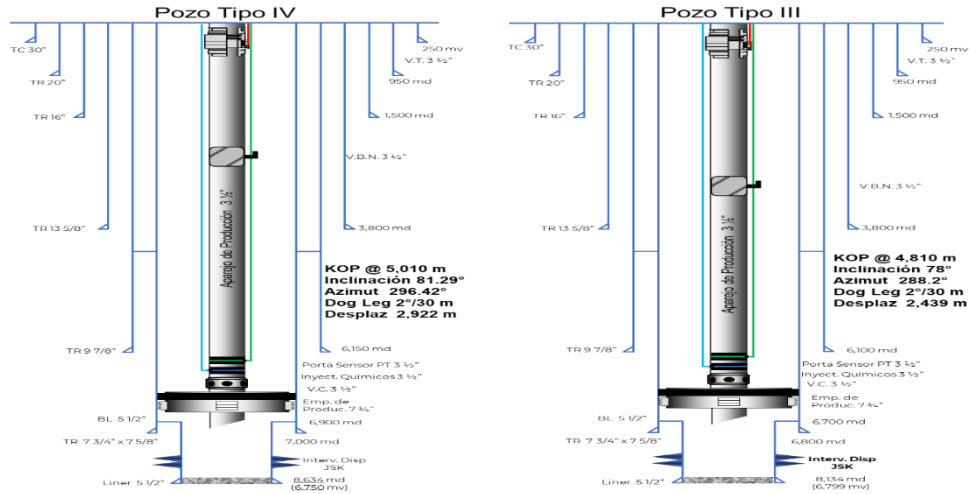 Pozo Tipo IV
TC 30"
250 mv
V.T. 3 ½"
TR 20"
950 md
TR 16"
1,500 md
V.B.N. 3 ½"
Aparejo de Producción 3 ½"
TR 13 5/8"
3,800 md
KOP @ 5,010 m
Inclinación 81.29°
Azimut 296.42°
Dog Leg 2°/30 m
Desplaz 2,922 m
TR 9 7/8"
6,150 md
Porta Sensor PT 3 ½"
Inyect. Químicos 3 ½"
V.C. 3 ½"
Emp. de
Produc. 7 ¾"
BL 5 1/2"
6,900 md
TR 7 3/4" x 7 5/8"
7,000 md
Interv. Disp
JSK
Liner 5 1/2"
8,634 md
(6,750 mv)
Pozo Tipo III
TC 30"
250 mv
V.T. 3 ½"
TR 20"
950 md
TR 16"
1,500 md
V.B.N. 3 ½"
Aparejo de Producción 3 ½"
TR 13 5/8"
3,800 md
KOP @ 4,810 m
Inclinación 78°
Azimut 288.2°
Dog Leg 2°/30 m
Desplaz 2,439 m
TR 9 7/8"
6,100 md
Porta Sensor PT 3 ½"
Inyect. Químicos 3 ½"
V.C. 3 ½"
Emp. de
Produc. 7 ¾"
BL 5 1/2"
6,700 md
TR 7 3/4" x 7 5/8"
6,800 md
Interv. Disp
JSK
Liner 5 1/2"
8,134 md
(6,799 mv)